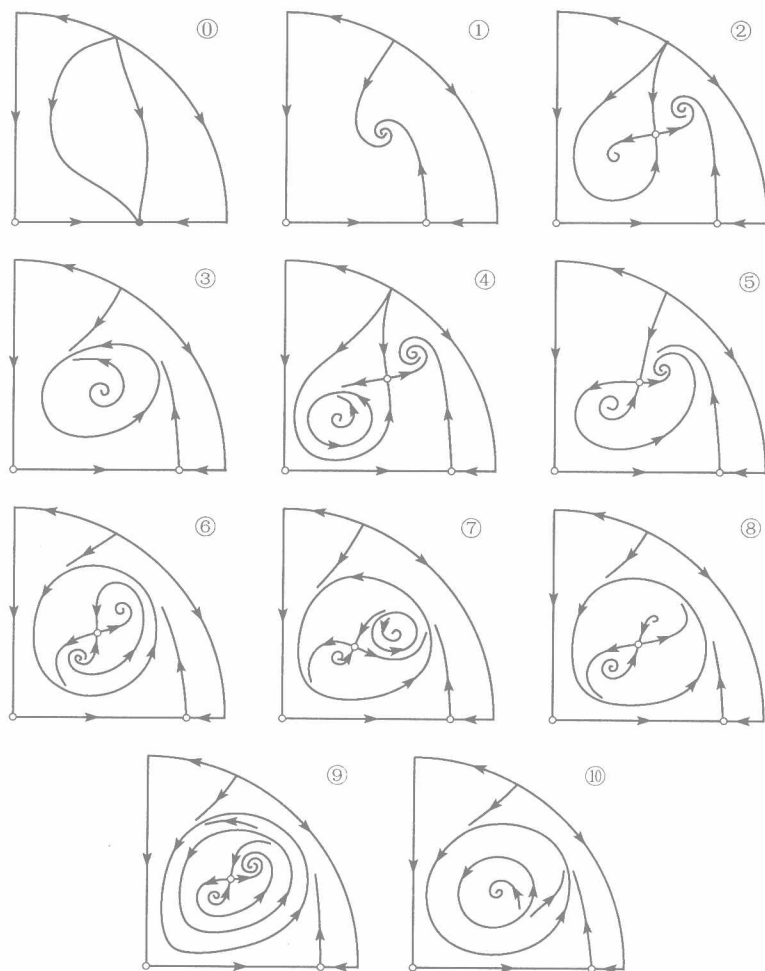 ⓪ ① ②
③ ④ ⑤
⑥ ⑦ ⑧
⑨ ⑩